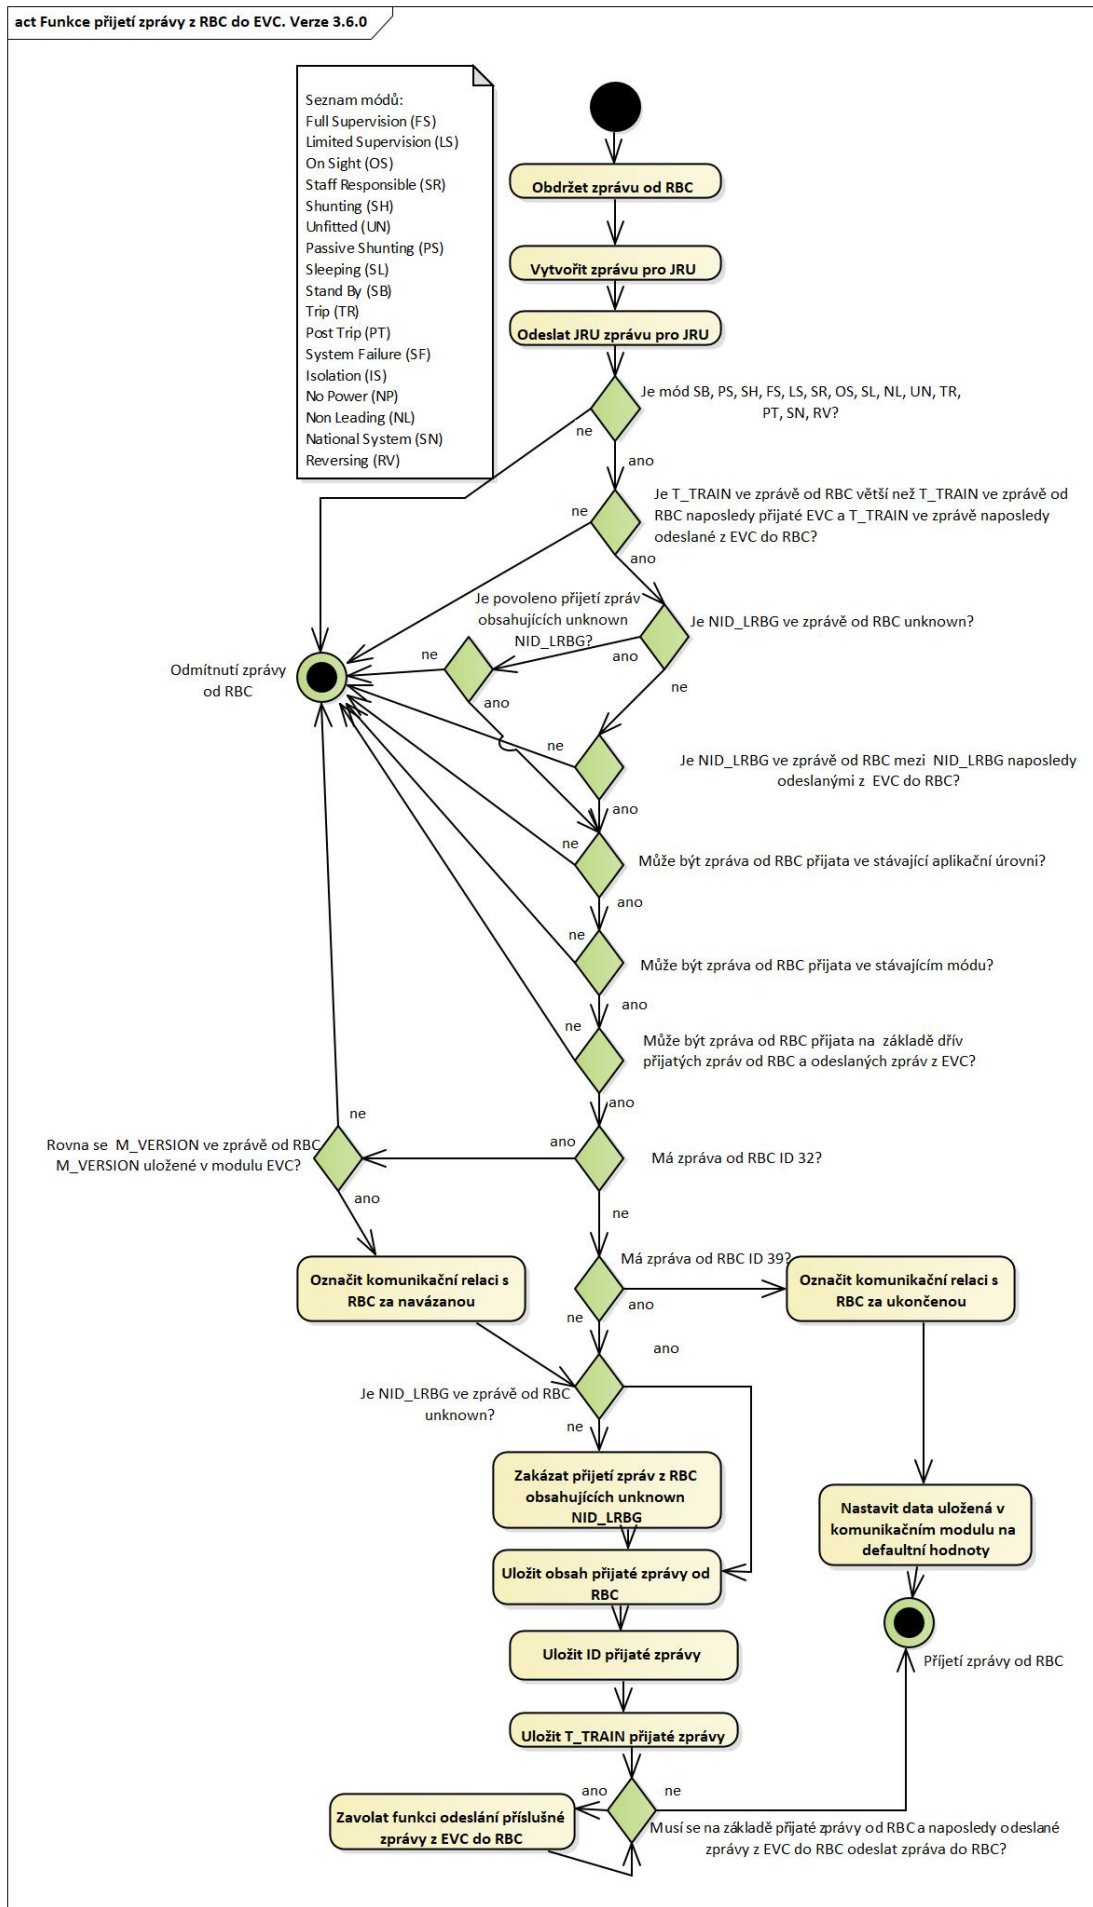 act Funkce přijetí zprávy z RBC do EVC. Verze 3.6.0
Seznam módů:
Full Supervision (FS)
Limited Supervision (LS)
On Sight (OS)
Staff Responsible (SR)
Shunting (SH)
Unfitted (UN)
Passive Shunting (PS)
Sleeping (SL)
Stand By (SB)
Trip (TR)
Post Trip (PT)
System Failure (SF)
Isolation (IS)
No Power (NP)
Non Leading (NL)
National System (SN)
Reversing (RV)
Obdržet zprávu od RBC
Vytvořit zprávu pro JRU
Odeslat JRU zprávu pro JRU
Je mód SB, PS, SH, FS, LS, SR, OS, SL, NL, UN, TR,
PT, SN, RV?
ne
ano
Je T_TRAIN ve zprávě od RBC větší než T_TRAIN ve zprávě od
RBC naposledy přijaté EVC a T_TRAIN ve zprávě naposledy
odeslané z EVC do RBC?
ne
ano
Je povoleno přijetí zpráv
obsahujících unknown
NID_LRBG?
Je NID_LRBG ve zprávě od RBC unknown?
ne
ano
Odmítnutí zprávy
od RBC
ne
ano
ne
Je NID_LRBG ve zprávě od RBC mezi  NID_LRBG naposledy
odeslanými z  EVC do RBC?
ano
ne
Může být zpráva od RBC přijata ve stávající aplikační úrovni?
ano
ne
Může být zpráva od RBC přijata ve stávajícím módu?
ano
ne
Může být zpráva od RBC přijata na  základě dřív
přijatých zpráv od RBC a odeslaných zpráv z EVC?
ano
ne
Rovna se  M_VERSION ve zprávě od RBC
M_VERSION uložené v modulu EVC?
ano
Má zpráva od RBC ID 32?
ano
ne
Má zpráva od RBC ID 39?
Označit komunikační relaci s
RBC za navázanou
Označit komunikační relaci s
RBC za ukončenou
ano
ne
ano
Je NID_LRBG ve zprávě od RBC
unknown?
ne
Zakázat přijetí zpráv z RBC
obsahujících unknown
NID_LRBG
Nastavit data uložená v
komunikačním modulu na
defaultní hodnoty
Uložit obsah přijaté zprávy od
RBC
Uložit ID přijaté zprávy
Příjetí zprávy od RBC
Uložit T_TRAIN přijaté zprávy
ano
ne
Zavolat funkci odeslání příslušné
zprávy z EVC do RBC
Musí se na základě přijaté zprávy od RBC a naposledy odeslané
zprávy z EVC do RBC odeslat zpráva do RBC?